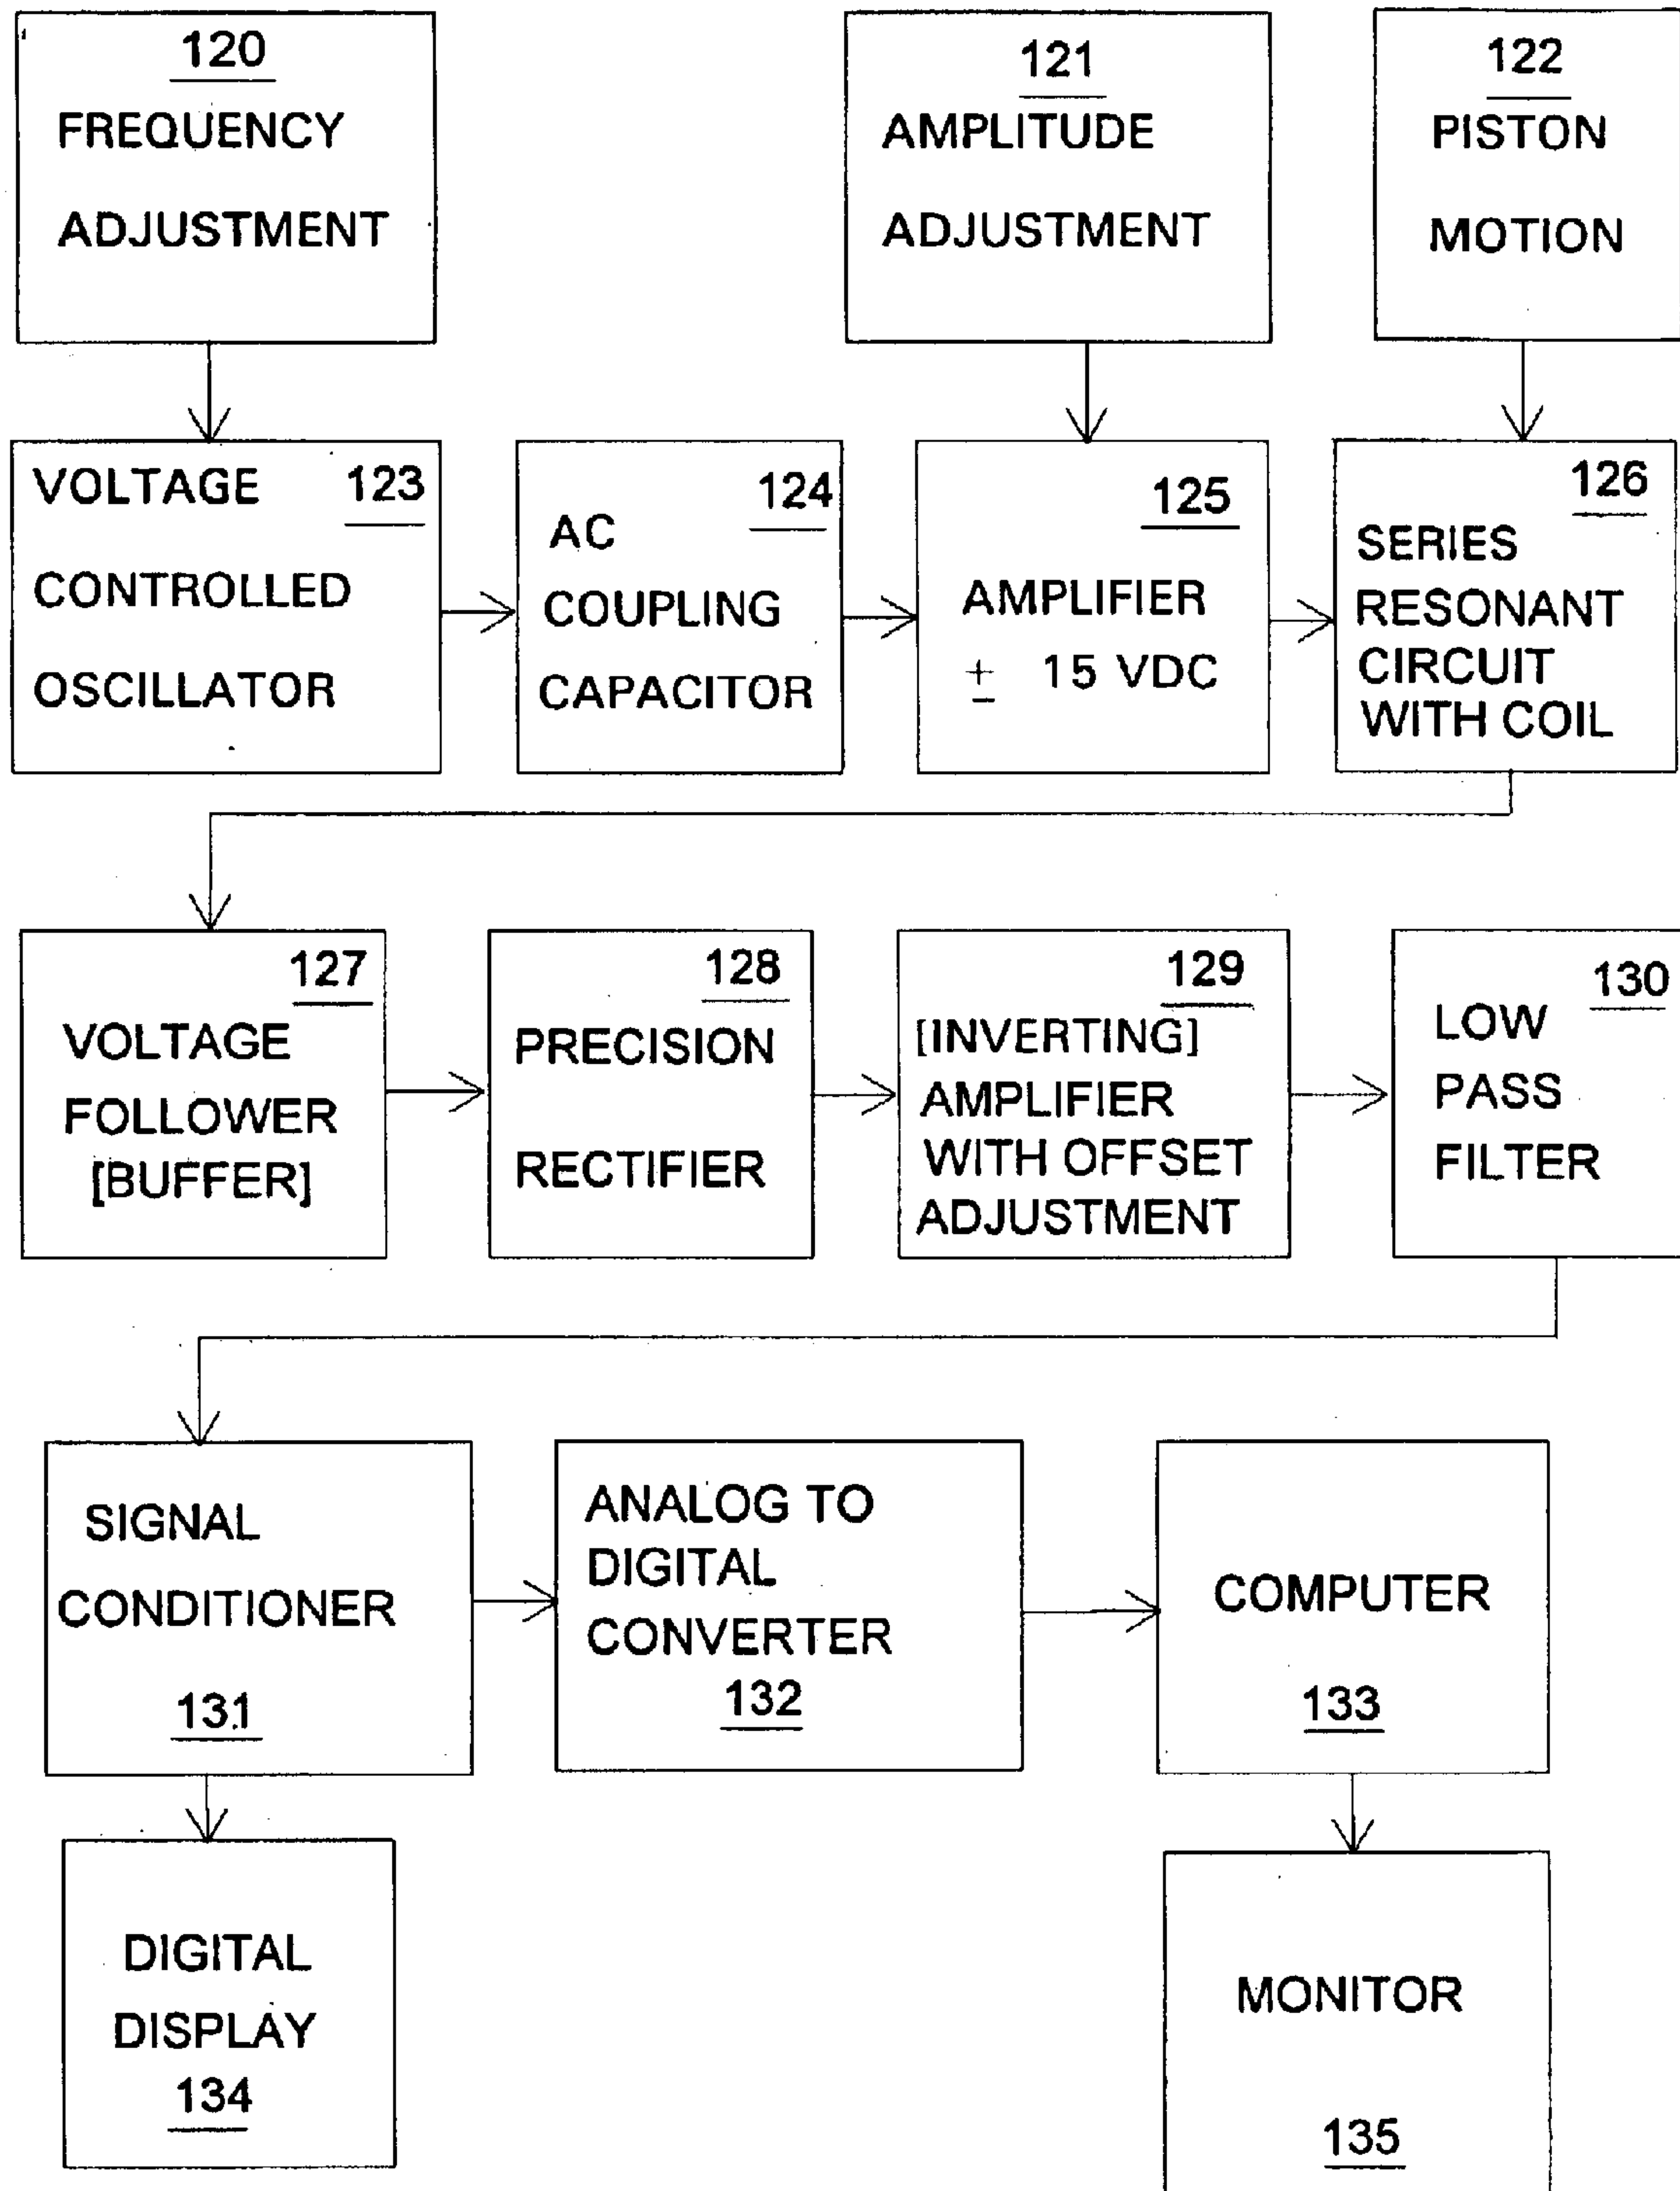 120
FREQUENCY
ADJUSTMENT
121
AMPLITUDE
ADJUSTMENT
122
PISTON
MOTION
VOLTAGE 123
CONTROLLED
OSCILLATOR
124
AC
COUPLING
CAPACITOR
125
AMPLIFIER
± 15 VDC
126
SERIES
RESONANT
CIRCUIT
WITH COIL
127
VOLTAGE
FOLLOWER
[BUFFER]
128
PRECISION
RECTIFIER
129
[INVERTING]
AMPLIFIER
WITH OFFSET
ADJUSTMENT
130
LOW
PASS
FILTER
SIGNAL
CONDITIONER
131
ANALOG TO
DIGITAL
CONVERTER
132
COMPUTER
133
DIGITAL
DISPLAY
134
MONITOR
135